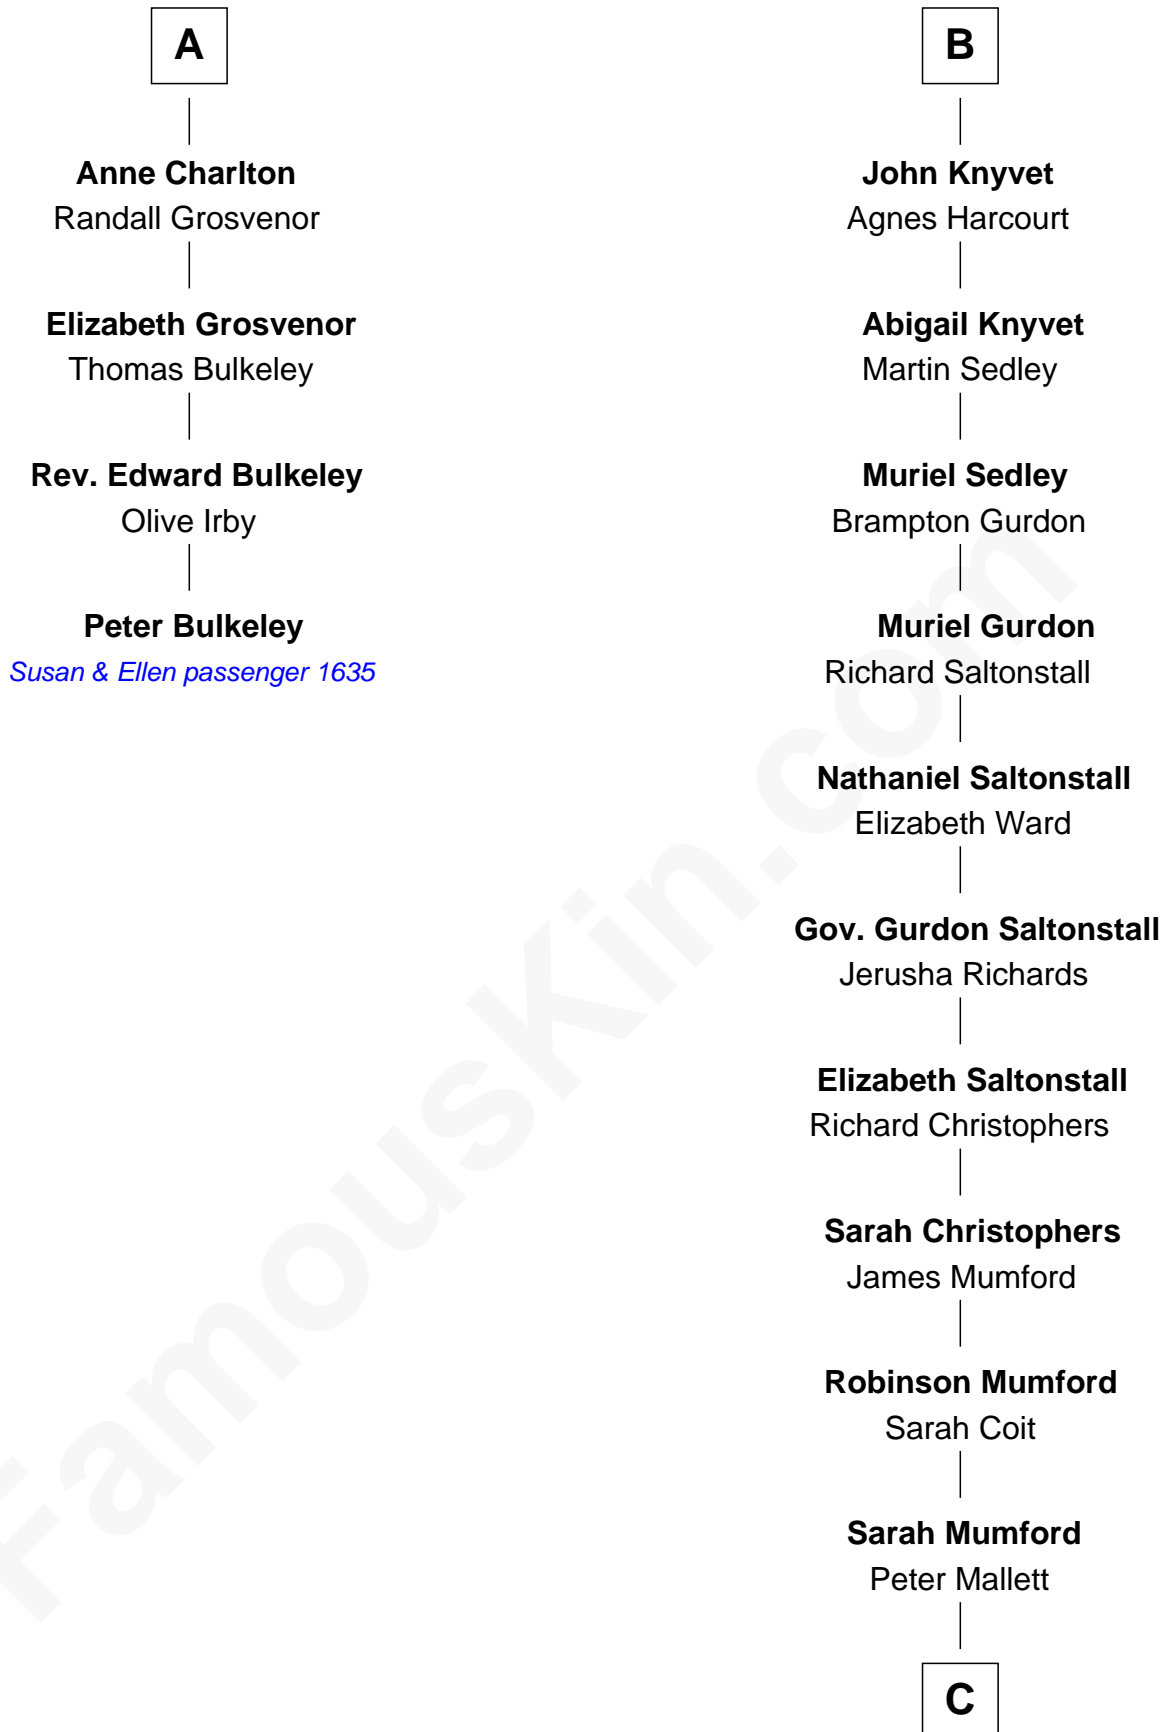 A
Anne Charlton
Randall Grosvenor
Elizabeth Grosvenor
Thomas Bulkeley
Rev. Edward Bulkeley
Olive Irby
Peter Bulkeley
Susan & Ellen passenger 1635
B
John Knyvet
Agnes Harcourt
Abigail Knyvet
Martin Sedley
Muriel Sedley
Brampton Gurdon
Muriel Gurdon
Richard Saltonstall
Nathaniel Saltonstall
Elizabeth Ward
Gov. Gurdon Saltonstall
Jerusha Richards
Elizabeth Saltonstall
Richard Christophers
Sarah Christophers
James Mumford
Robinson Mumford
Sarah Coit
Sarah Mumford
Peter Mallett
C
FamousKin.com